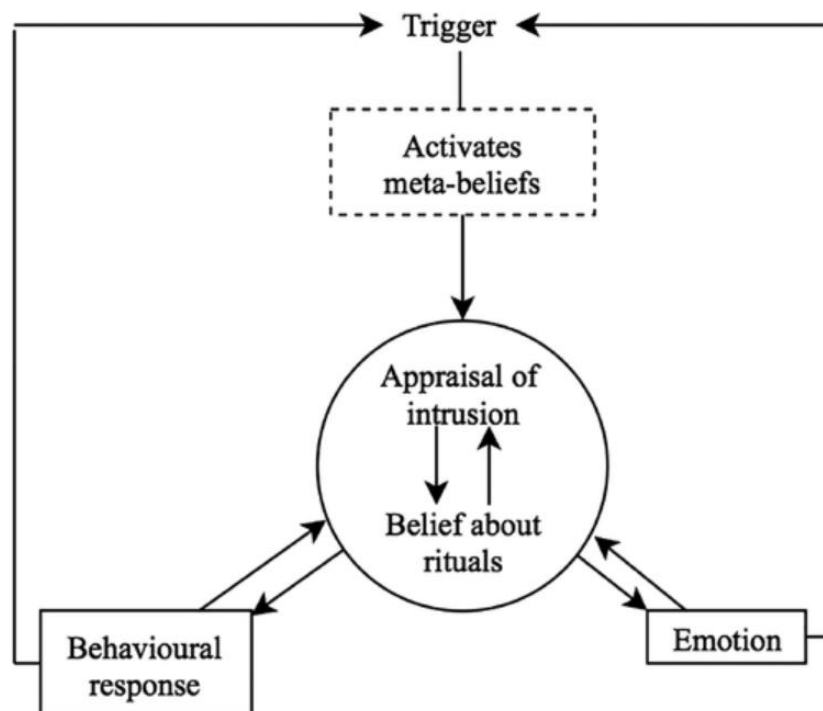 Trigger
Activates
meta-beliefs
Appraisal of
intrusion
Belief about
rituals
Behavioural
response
Emotion